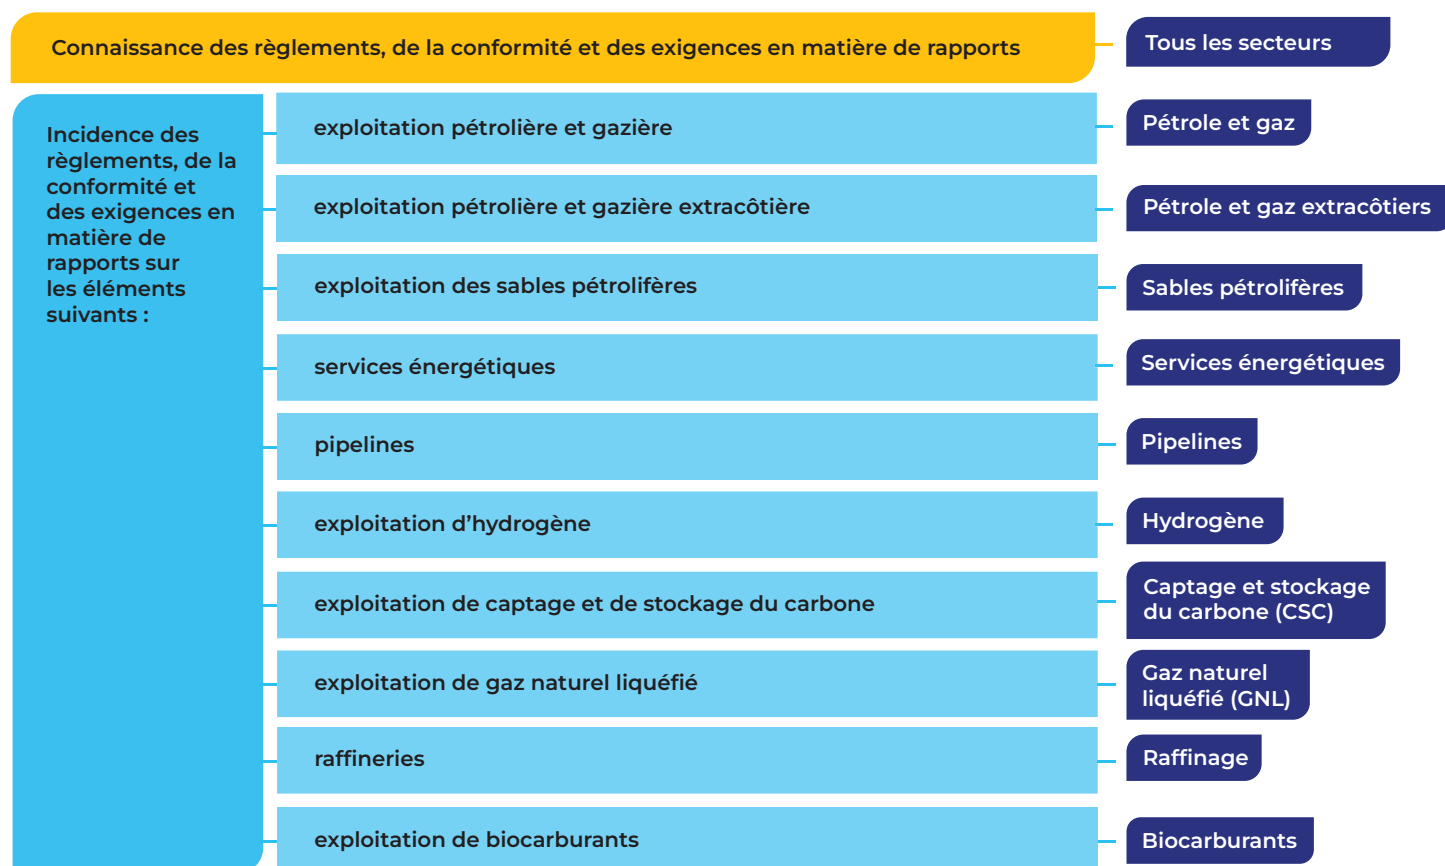 Connaissance des règlements, de la conformité et des exigences en matière de rapports
Tous les secteurs
Incidence des
règlements, de la
conformité et
des exigences en
matière de
rapports sur
les éléments
suivants :
exploitation pétrolière et gazière
Pétrole et gaz
exploitation pétrolière et gazière extracôtière
Pétrole et gaz extracôtiers
exploitation des sables pétrolifères
Sables pétrolifères
services énergétiques
Services énergétiques
pipelines
Pipelines
exploitation d’hydrogène
Hydrogène
exploitation de captage et de stockage du carbone
Captage et stockage
du carbone (CSC)
exploitation de gaz naturel liquéfié
Gaz naturel
liquéfié (GNL)
raffineries
Raffinage
exploitation de biocarburants
Biocarburants